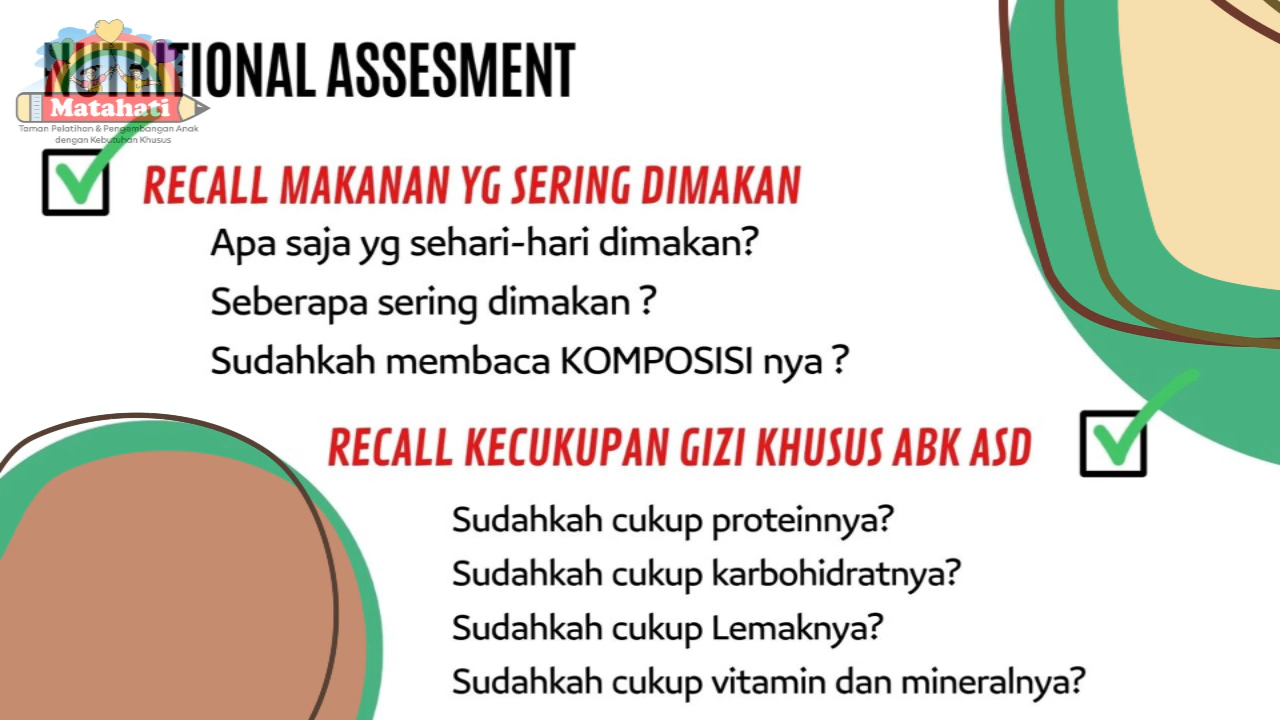 NUTRITIONAL ASSESMENT
Matahati
Taman Pelatihan & Pengembangan Anak
dengan Kebutuhan Khusus
RECALL MAKANAN YG SERING DIMAKAN
Apa saja yg sehari-hari dimakan?
Seberapa sering dimakan ?
Sudahkah membaca KOMPOSISI nya ?
RECALL KECUKUPAN GIZI KHUSUS ABK ASD
Sudahkah cukup proteinnya?
Sudahkah cukup karbohidratnya?
Sudahkah cukup Lemaknya?
Sudahkah cukup vitamin dan mineralnya?